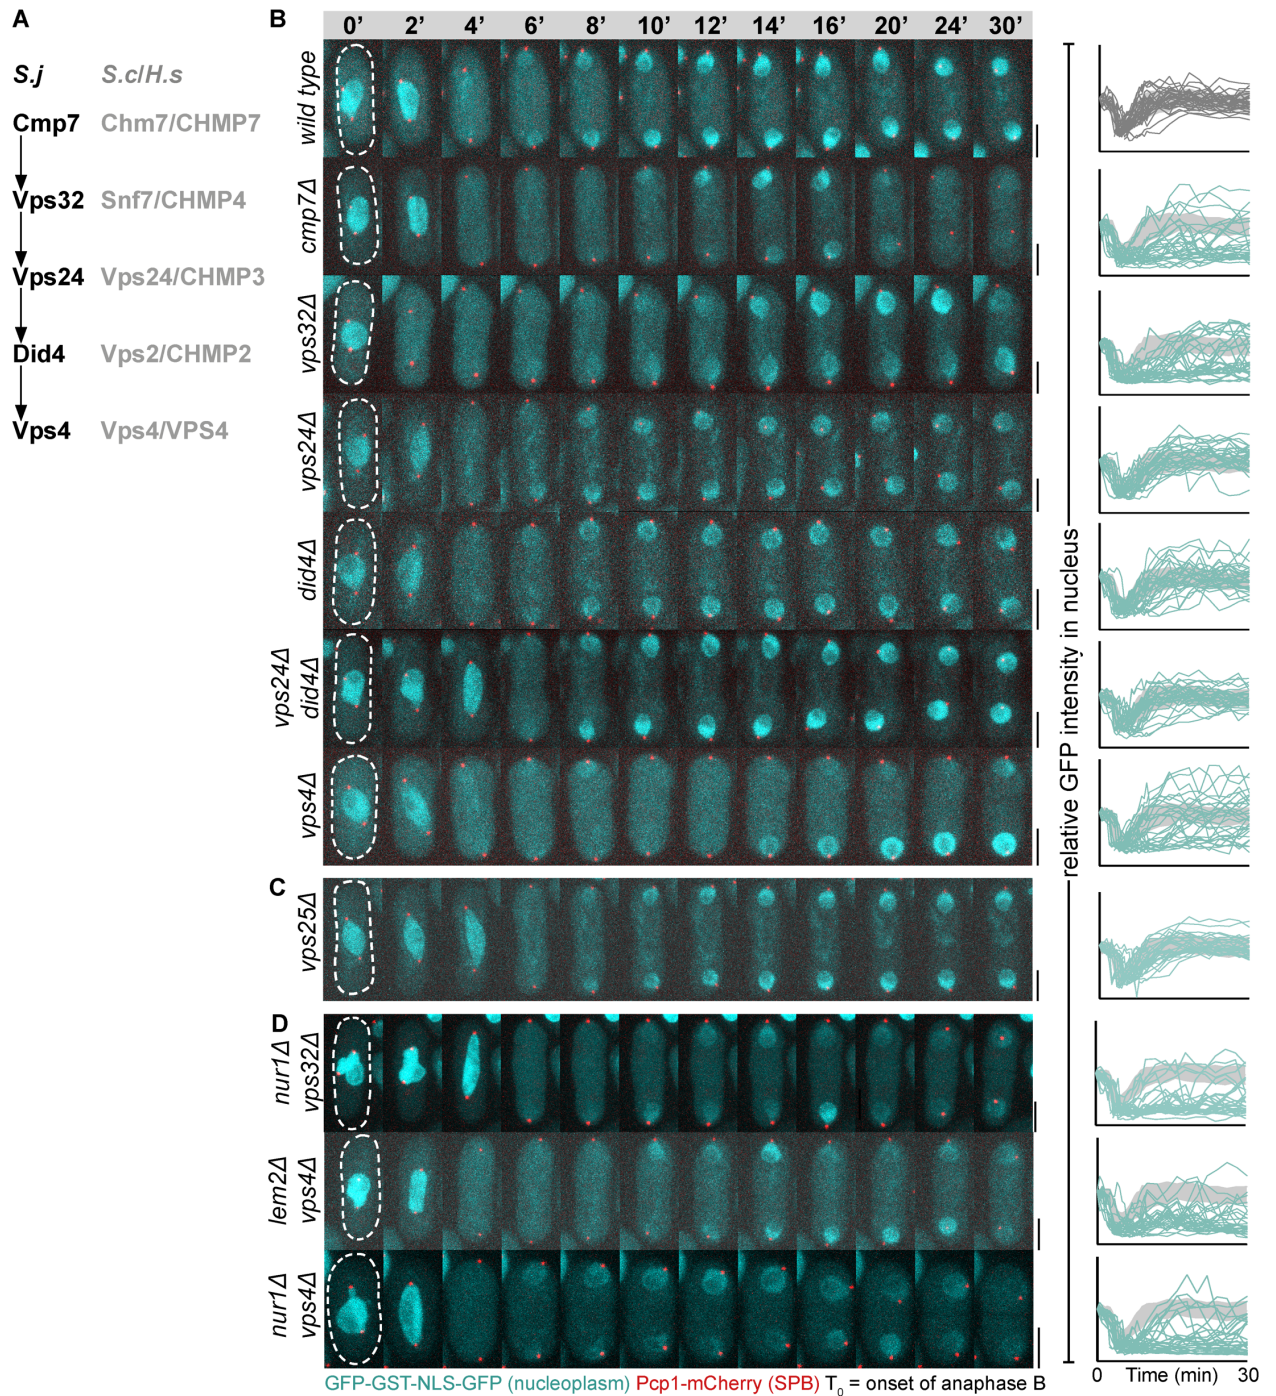 A
S.j S.c/H.s
Cmp7 Chm7/CHMP7
Vps32 Snf7/CHMP4
Vps24 Vps24/CHMP3
Did4 Vps2/CHMP2
Vps4 Vps4/VPS4
B
0’ 2’ 4’ 6’ 8’ 10’ 12’ 14’ 16’ 20’ 24’ 30’
wild type
cmp7Δ
vps32Δ
vps24Δ
did4Δ
vps24Δ
did4Δ
vps4Δ
C
vps25Δ
D
nur1Δ
vps32Δ
lem2Δ
vps4Δ
nur1Δ
vps4Δ
relative GFP intensity in nucleus
0 Time (min) 30
GFP-GST-NLS-GFP (nucleoplasm) Pcp1-mCherry (SPB) T0 = onset of anaphase B